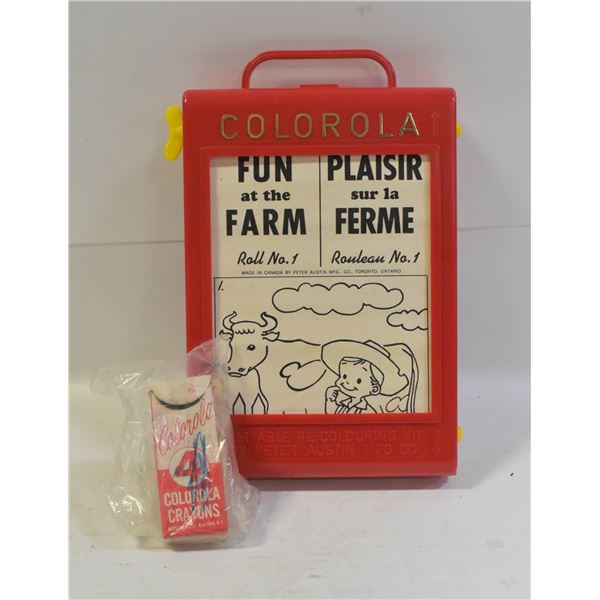 COLOROLA ↑
FUN
at the
FARM
Roll No. 1
PLAISIR
sur la
FERME
Rouleau No. 1
MADE IN CANADA BY PETER AUSTIN MFG. CO., TORONTO, ONTARIO
1.
RTABLE RE-COLOURING KIT
PETER AUSTIN MFG CO
Colorola
4
COLOROLA
CRAYONS